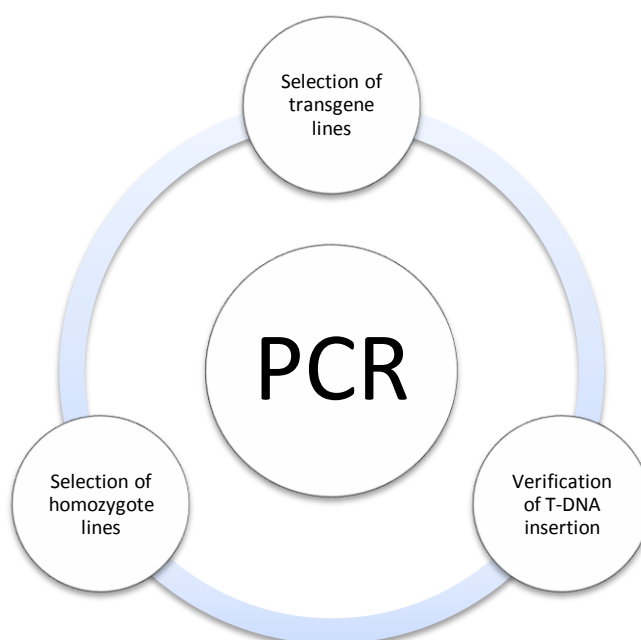 Selection of
transgene
lines
PCR
Selection of
homozygote
lines
Verification
of T-DNA
insertion